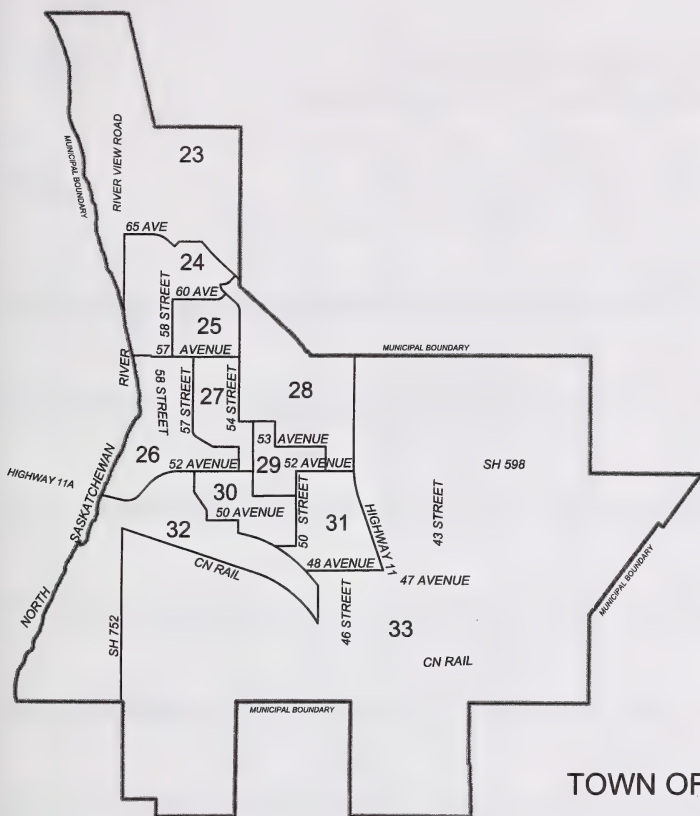 RIVER VIEW ROAD
MUNICIPAL BOUNDARY
23
65 AVE
24
58 STREET
60 AVE
25
57 AVENUE
MUNICIPAL BOUNDARY
RIVER
58 STREET
57 STREET
27
54 STREET
28
53 AVENUE
26
52 AVENUE
29
52 AVENUE
SH 598
HIGHWAY 11A
SASKATCHEWAN
30
50 AVENUE
50 STREET
31
HIGHWAY 11
43 STREET
32
CN RAIL
48 AVENUE
47 AVENUE
MUNICIPAL BOUNDARY
NORTH
SH 752
46 STREET
33
CN RAIL
MUNICIPAL BOUNDARY
TOWN OF